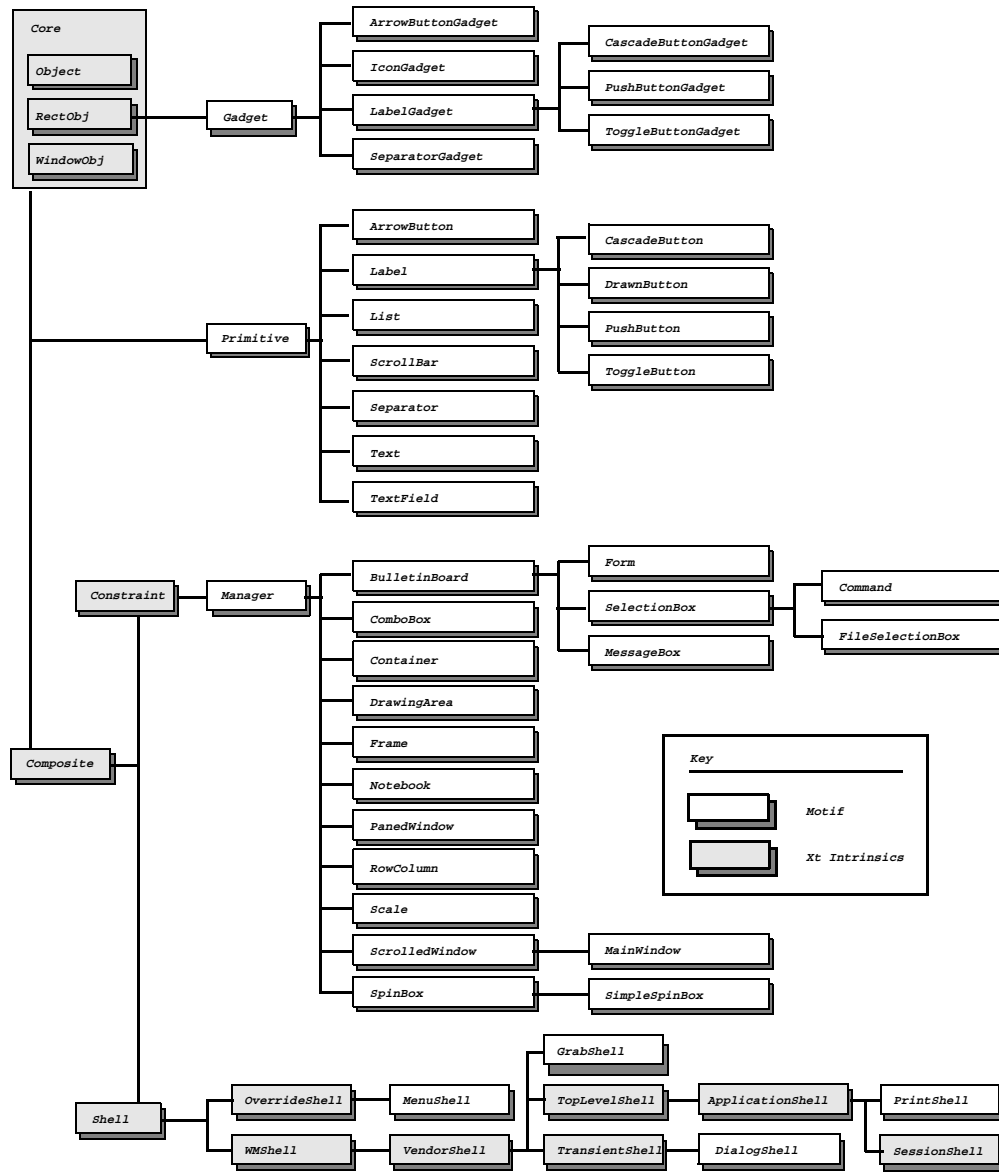 Core
Object
RectObj
WindowObj
Gadget
ArrowButtonGadget
IconGadget
LabelGadget
SeparatorGadget
CascadeButtonGadget
PushButtonGadget
ToggleButtonGadget
Primitive
ArrowButton
Label
List
ScrollBar
Separator
Text
TextField
CascadeButton
DrawnButton
PushButton
ToggleButton
Constraint
Manager
BulletinBoard
ComboBox
Container
DrawingArea
Frame
Notebook
PanedWindow
RowColumn
Scale
ScrolledWindow
SpinBox
Form
SelectionBox
MessageBox
Command
FileSelectionBox
MainWindow
SimpleSpinBox
Composite
Key
Motif
Xt Intrinsics
Shell
OverrideShell
MenuShell
WMShell
VendorShell
GrabShell
TopLevelShell
ApplicationShell
PrintShell
SessionShell
TransientShell
DialogShell